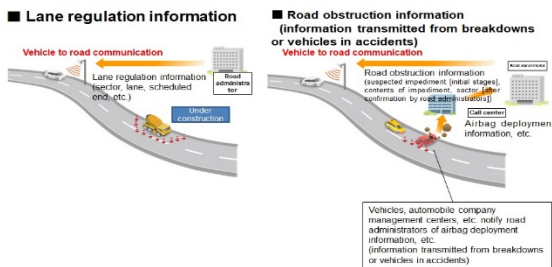 ■ Lane regulation information
Vehicle to road communication
Lane regulation information
(sector, lane, scheduled
end, etc.)
Road
administra
tor
Under
construction
■ Road obstruction information
(information transmitted from breakdowns
or vehicles in accidents)
Vehicle to road communication
Road obstruction information
(suspected impediment [initial stages],
contents of impediment, sector [after
confirmation by road administrators])
Call center
Airbag deploymen
information, etc.
Vehicles, automobile company
management centers, etc. notify road
administrators of airbag deployment
information, etc.
(information transmitted from breakdowns
or vehicles in accidents)